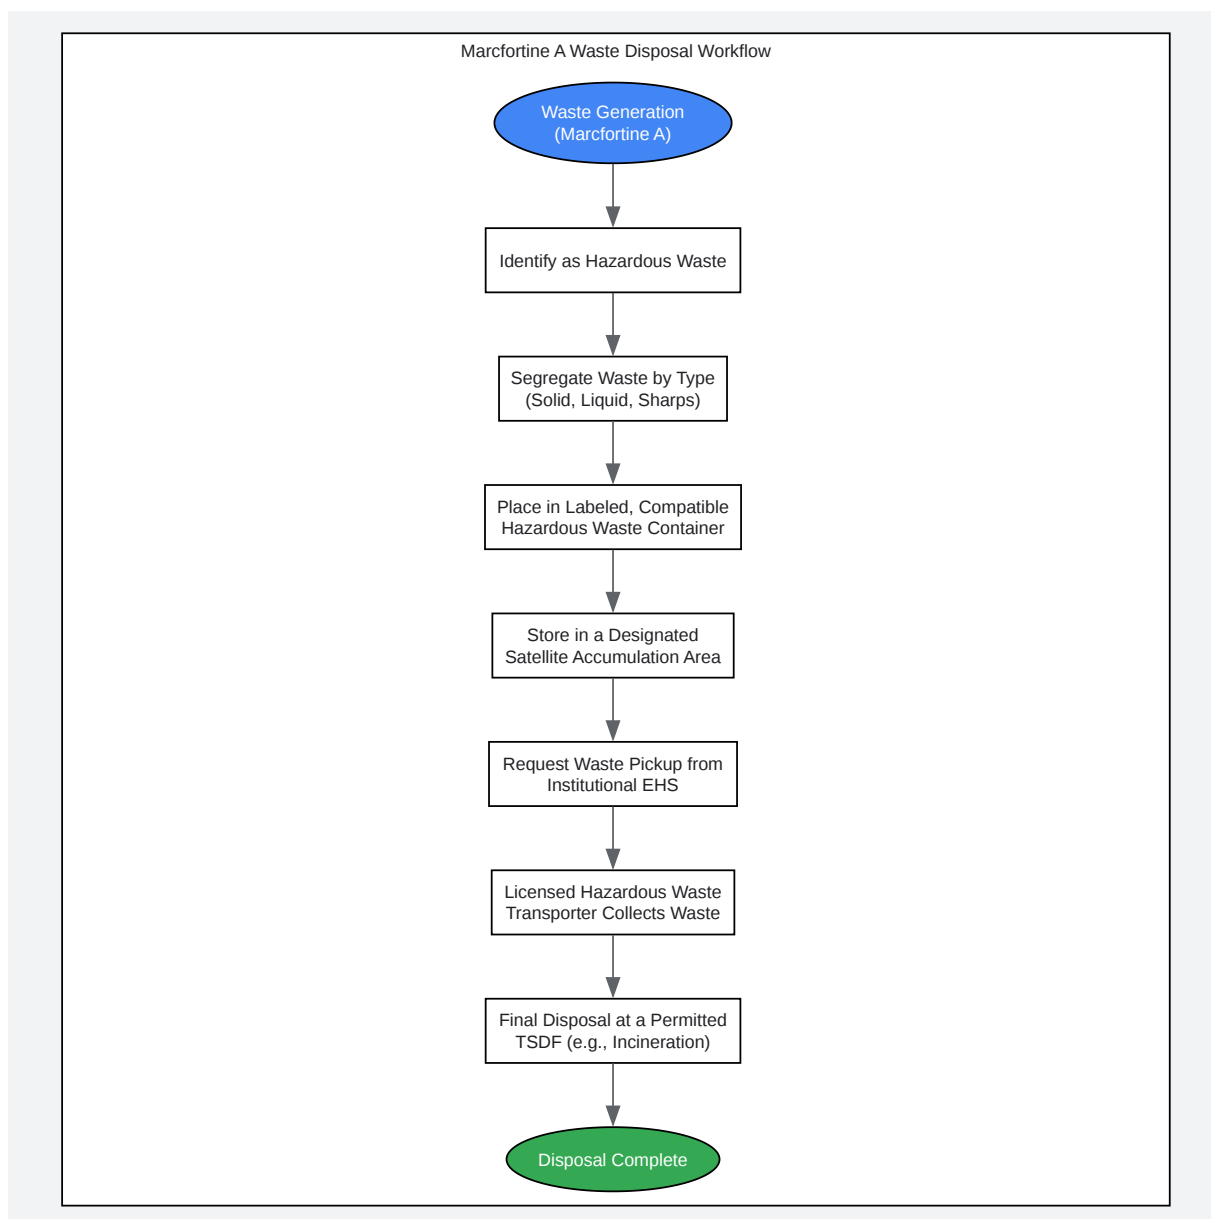 Marcfortine A Waste Disposal Workflow
Waste Generation
(Marcfortine A)
Identify as Hazardous Waste
Segregate Waste by Type
(Solid, Liquid, Sharps)
Place in Labeled, Compatible
Hazardous Waste Container
Store in a Designated
Satellite Accumulation Area
Request Waste Pickup from
Institutional EHS
Licensed Hazardous Waste
Transporter Collects Waste
Final Disposal at a Permitted
TSDF (e.g., Incineration)
Disposal Complete